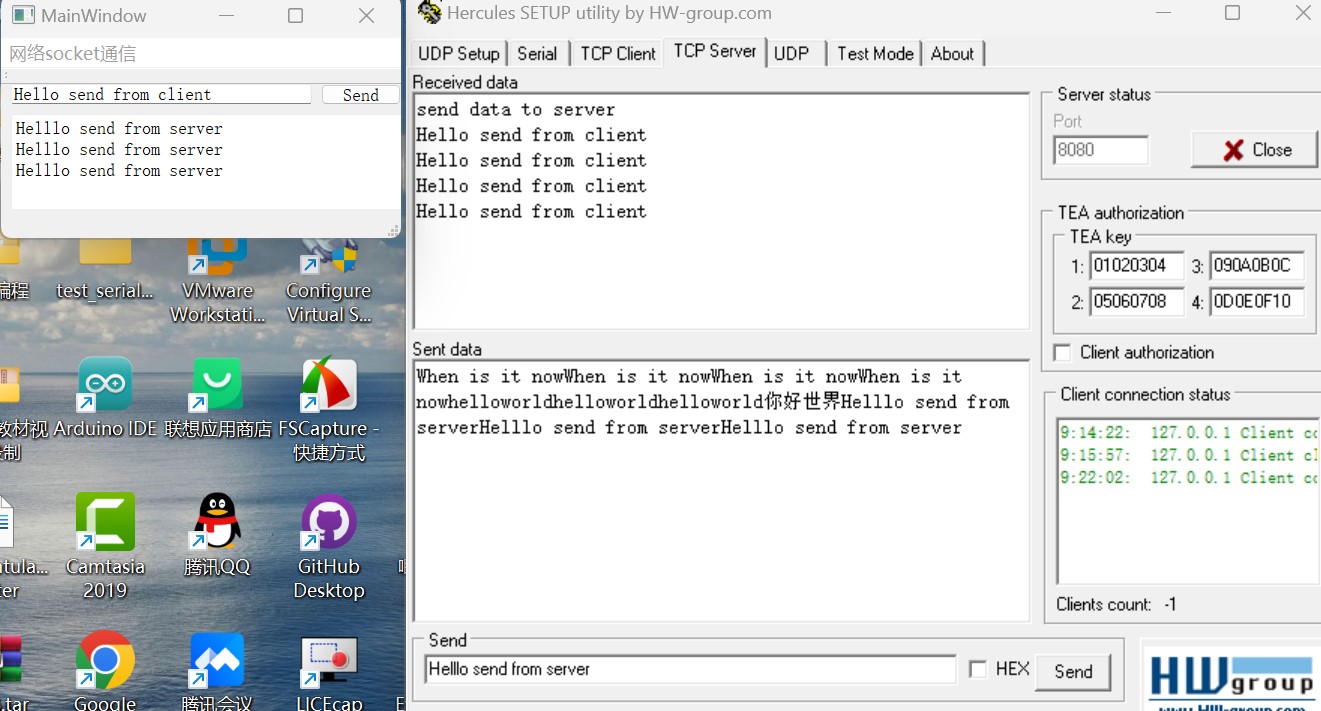 MainWindow
网络socket通信
Hello send from client
Send
Helllo send from server
Helllo send from server
Helllo send from server
编程
test_serial...
VMware
Workstati...
Configure
Virtual S...
Arduino IDE
联想应用商店
FSCapture -
快捷方式
教材视
制
Camtasia
2019
腾讯QQ
GitHub
Desktop
.tar
Google
腾讯会议
LICEcap
Hercules SETUP utility by HW-group.com
UDP Setup
Serial
TCP Client
TCP Server
UDP
Test Mode
About
Received data
send data to server
Hello send from client
Hello send from client
Hello send from client
Hello send from client
Sent data
When is it nowWhen is it nowWhen is it nowWhen is it
nowhelloworldhelloworldhelloworld你好世界Helllo send from
serverHelllo send from serverHelllo send from server
Send
Helllo send from server
HEX
Send
Server status
Port
8080
Close
TEA authorization
TEA key
1: 01020304 3: 090A0B0C
2: 05060708 4: 0D0E0F10
Client authorization
Client connection status
9:14:22: 127.0.0.1 Client co
9:15:57: 127.0.0.1 Client cl
9:22:02: 127.0.0.1 Client co
Clients count: -1
HW group
www.HW-group.com